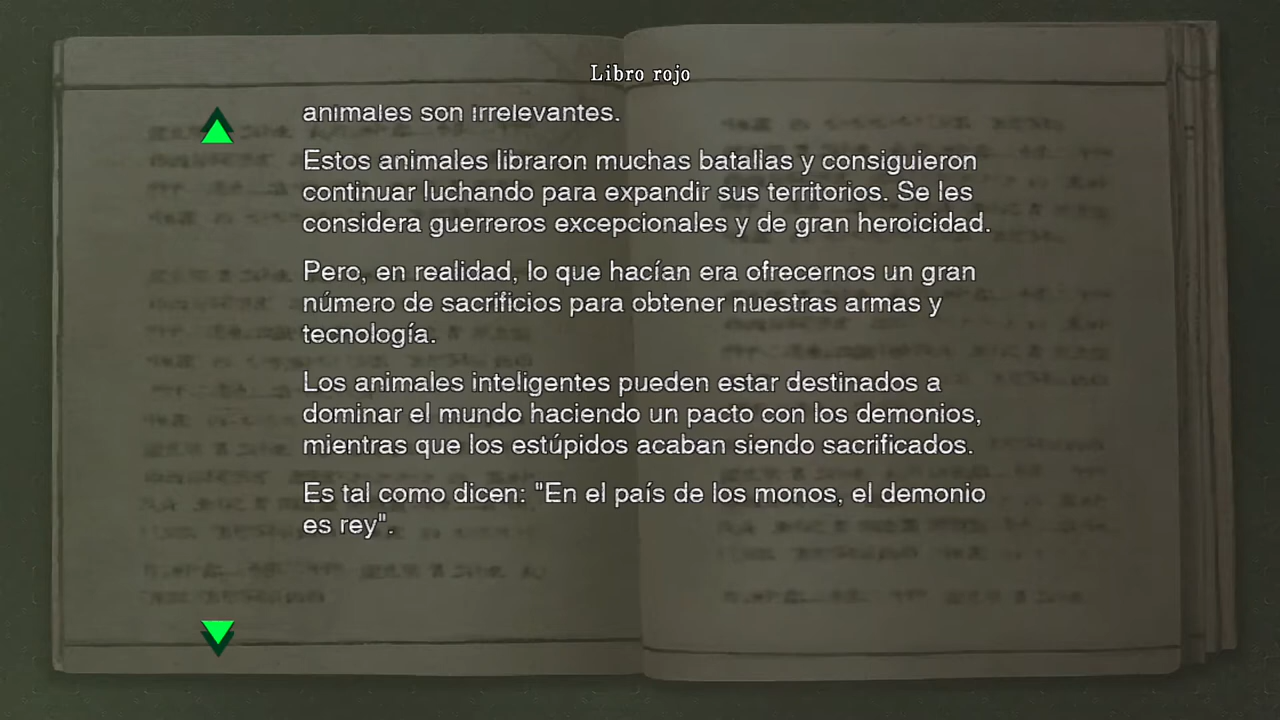 Libro rojo
animales son irrelevantes.
Estos animales libraron muchas batallas y consiguieron
continuar luchando para expandir sus territorios. Se les
considera guerreros excepcionales y de gran heroicidad.
Pero, en realidad, lo que hacían era ofrecernos un gran
número de sacrificios para obtener nuestras armas y
tecnología.
Los animales inteligentes pueden estar destinados a
dominar el mundo haciendo un pacto con los demonios,
mientras que los estúpidos acaban siendo sacrificados.
Es tal como dicen: "En el país de los monos, el demonio
es rey".